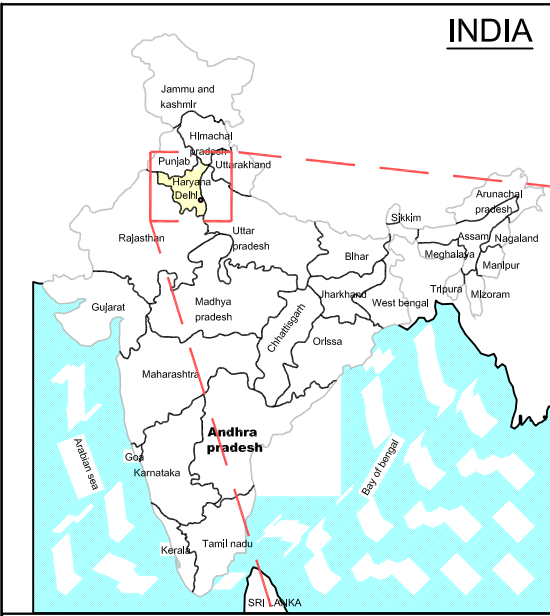 INDIA
Jammu and
kashmir
Himachal
pradesh
Punjab
Uttarakhand
Haryana
Delhi
Arunachal
pradesh
Sikkim
Rajasthan
Uttar
pradesh
Assam
Nagaland
Bihar
Meghalaya
Manipur
Gujarat
Madhya
pradesh
Jharkhand
West bengal
Tripura
Mizoram
Chhattisgarh
Orissa
Maharashtra
Andhra
pradesh
Goa
Karnataka
Arabian sea
Bay of bengal
Kerala
Tamil nadu
SRI LANKA